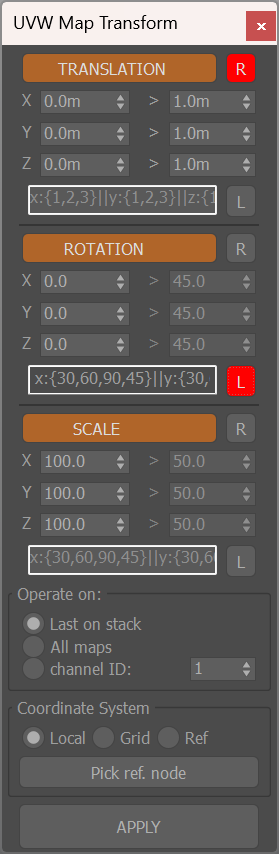 UVW Map Transform x
TRANSLATION R
X 0.0m > 1.0m
Y 0.0m > 1.0m
Z 0.0m > 1.0m
x:{1,2,3}||y:{1,2,3}||z:{1 L
ROTATION R
X 0.0 > 45.0
Y 0.0 > 45.0
Z 0.0 > 45.0
x:{30,60,90,45}||y:{30, L
SCALE R
X 100.0 > 50.0
Y 100.0 > 50.0
Z 100.0 > 50.0
x:{30,60,90,45}||y:{30,6 L
Operate on:
Last on stack
All maps
channel ID: 1
Coordinate System
Local Grid Ref
Pick ref. node
APPLY